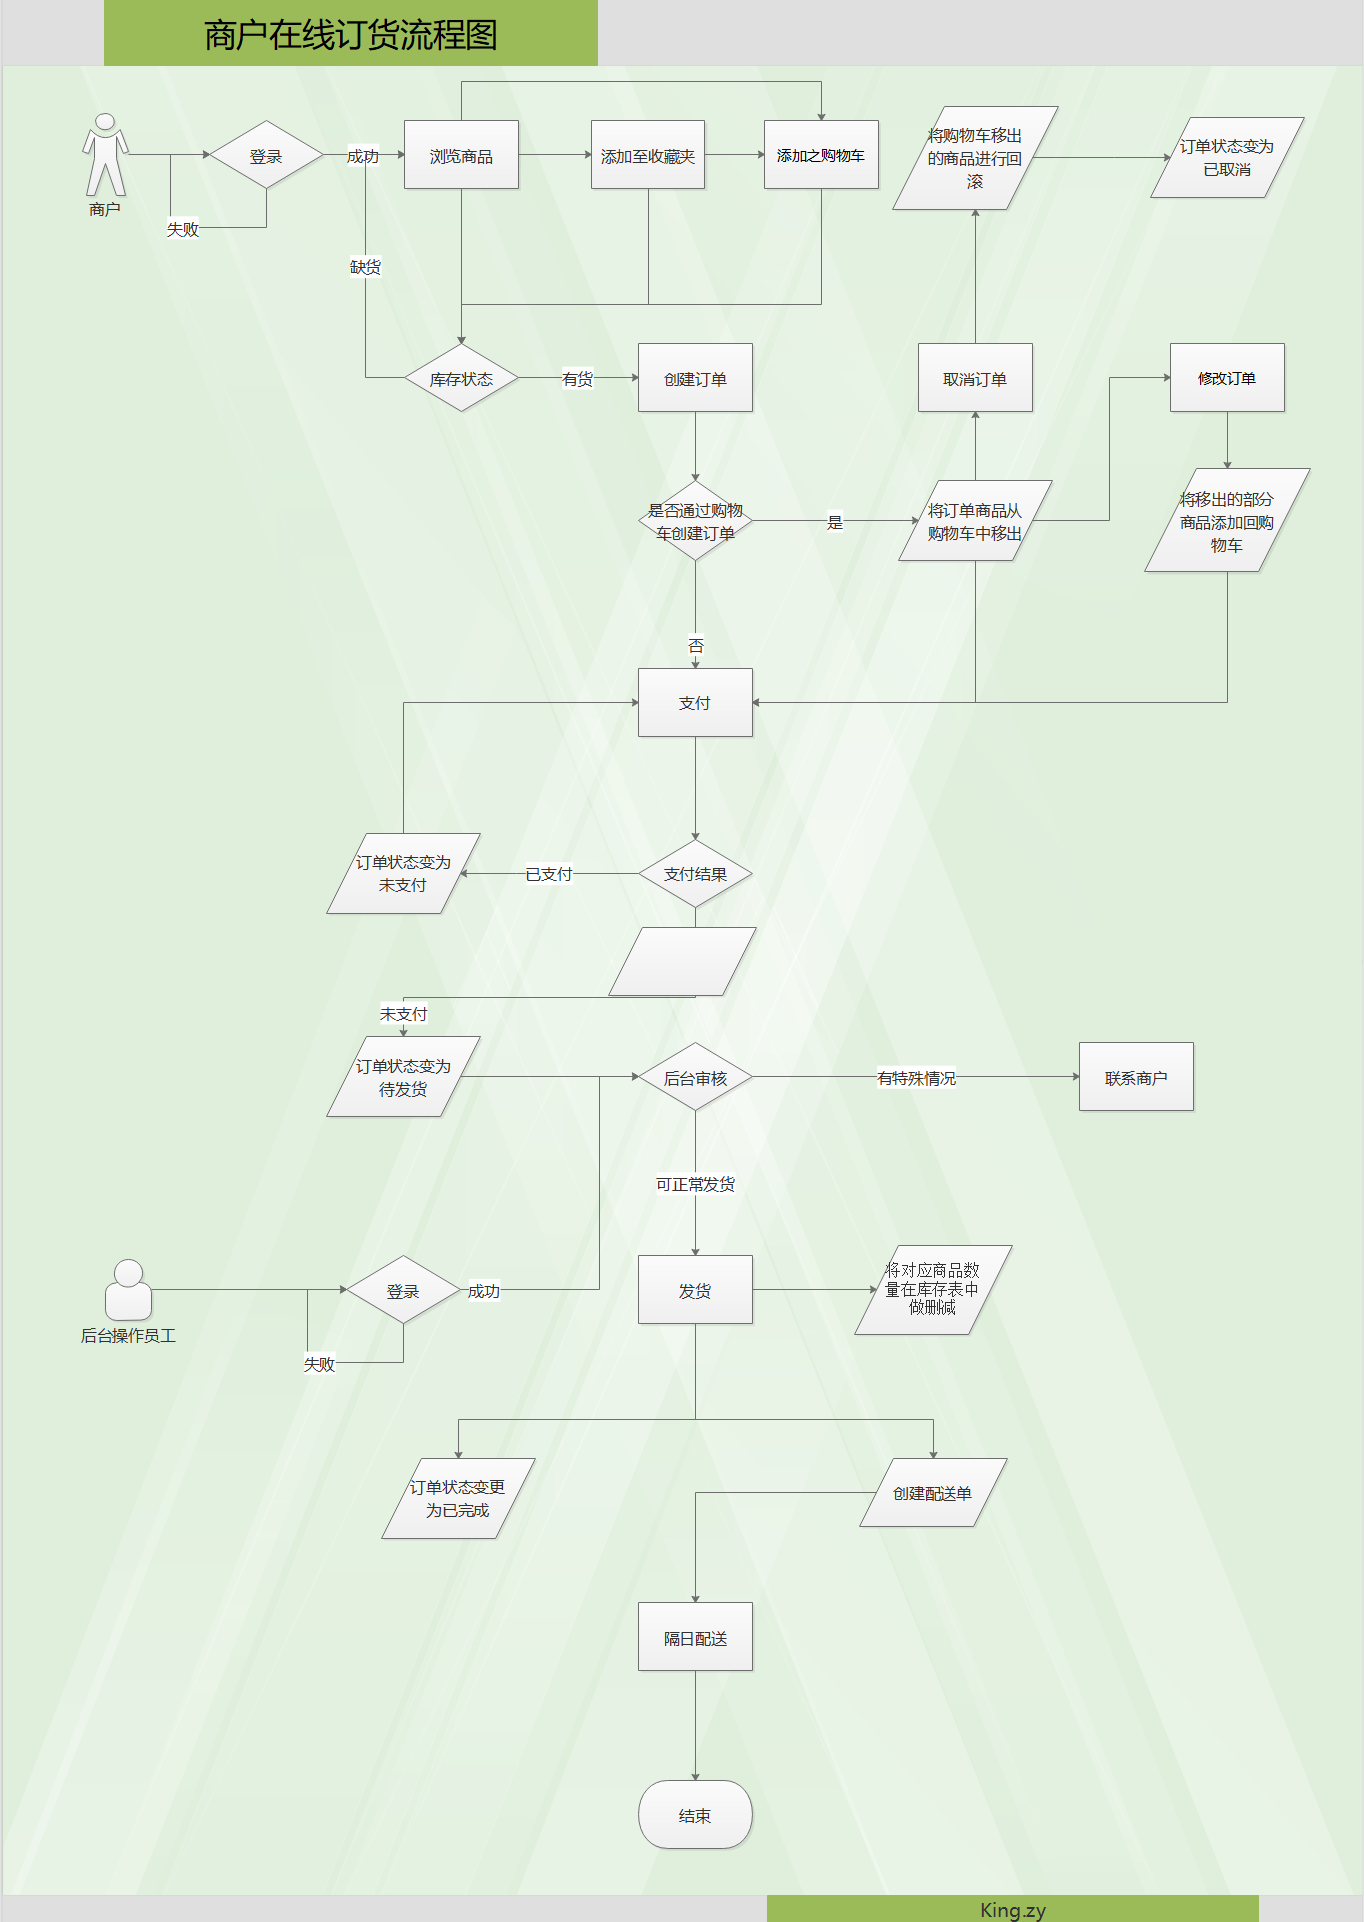 商户在线订货流程图
商户
登录
成功
失败
浏览商品
添加至收藏夹
添加之购物车
将购物车移出
的商品进行回
滚
订单状态变为
已取消
缺货
库存状态
有货
创建订单
取消订单
修改订单
是否通过购物
车创建订单
是
将订单商品从
购物车中移出
将移出的部分
商品添加回购
物车
否
支付
订单状态变为
未支付
已支付
支付结果
未支付
订单状态变为
待发货
后台审核
有特殊情况
联系商户
可正常发货
后台操作员工
登录
成功
失败
发货
将对应商品数
量在库存表中
做删减
订单状态变更
为已完成
创建配送单
隔日配送
结束
King.zy